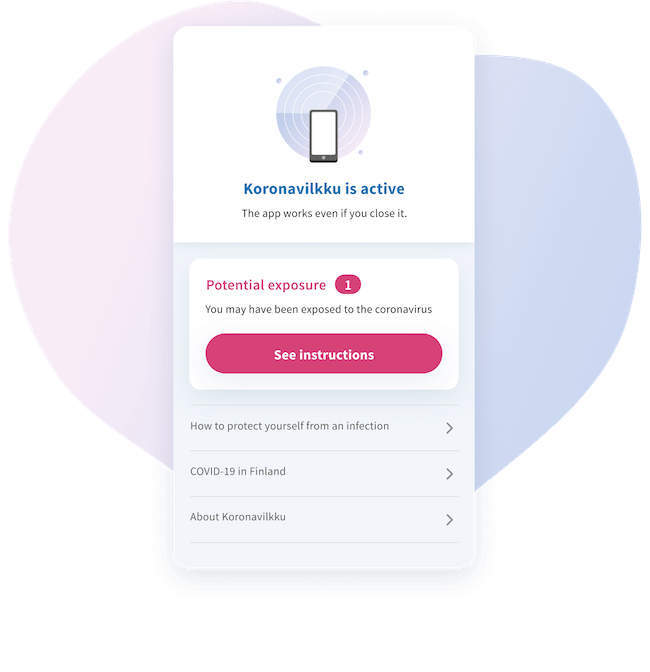 Koronavilkku is active
The app works even if you close it.
Potential exposure 1
You may have been exposed to the coronavirus
See instructions
How to protect yourself from an infection
COVID-19 in Finland
About Koronavilkku